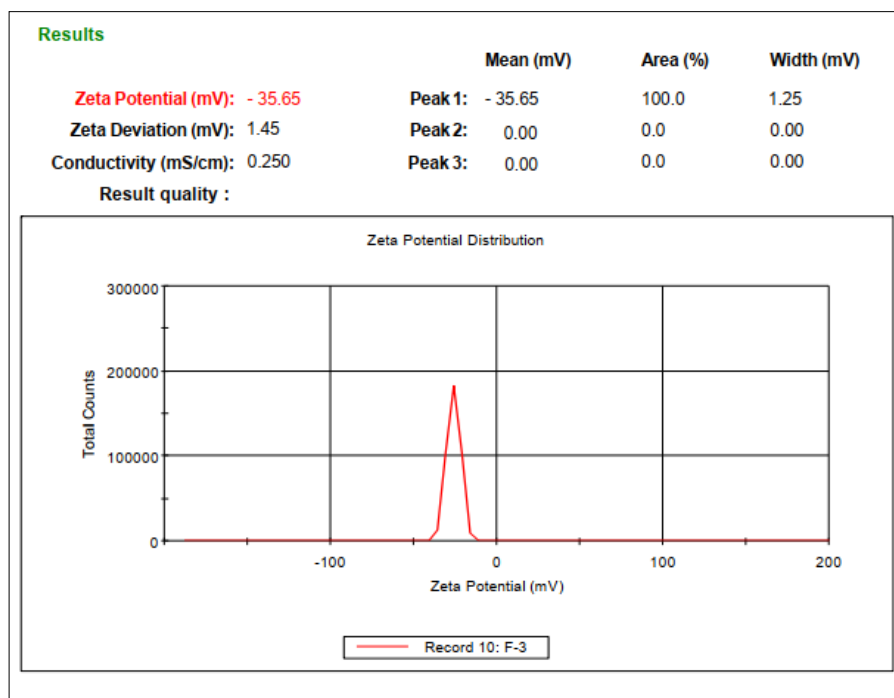 Results
Mean (mV) Area (%) Width (mV)
Zeta Potential (mV): - 35.65 Peak 1: - 35.65 100.0 1.25
Zeta Deviation (mV): 1.45 Peak 2: 0.00 0.0 0.00
Conductivity (mS/cm): 0.250 Peak 3: 0.00 0.0 0.00
Result quality :
Zeta Potential Distribution
300000
200000
100000
0
Total Counts
-100 0 100 200
Zeta Potential (mV)
Record 10: F-3